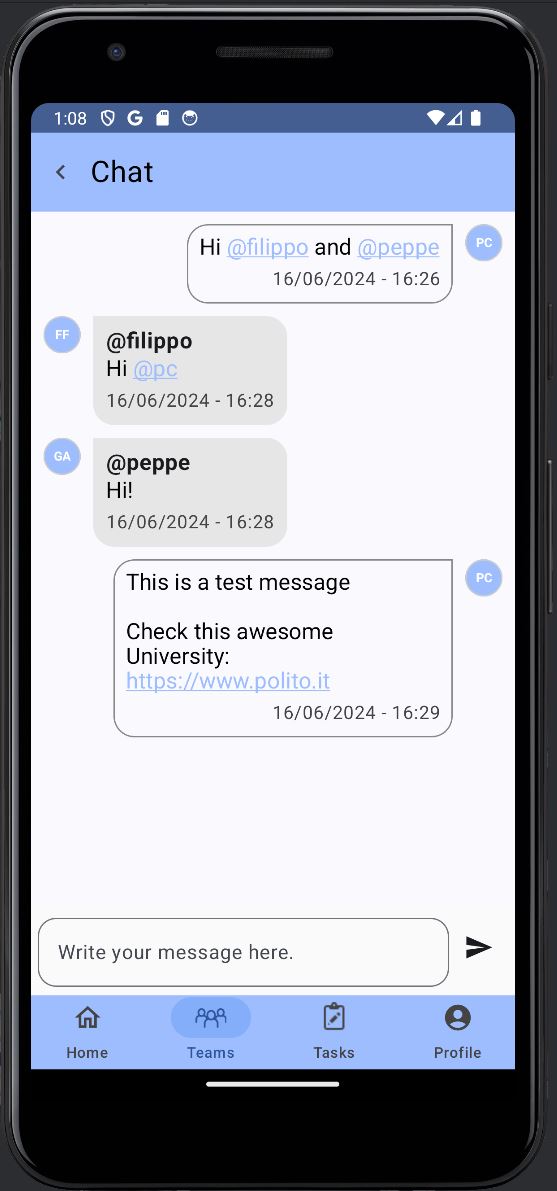 1:08
Chat
Hi @filippo and @peppe
PC
16/06/2024 - 16:26
FF
@filippo
Hi @pc
16/06/2024 - 16:28
GA
@peppe
Hi!
16/06/2024 - 16:28
This is a test message
PC
Check this awesome
University:
https://www.polito.it
16/06/2024 - 16:29
Write your message here.
Home
Teams
Tasks
Profile